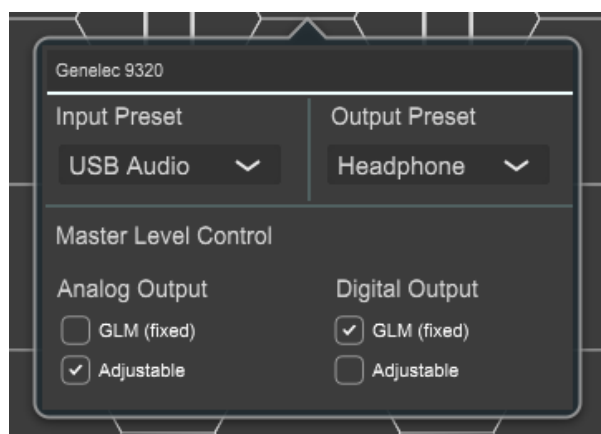 Genelec 9320
Input Preset
Output Preset
USB Audio
Headphone
Master Level Control
Analog Output
Digital Output
GLM (fixed)
GLM (fixed)
Adjustable
Adjustable